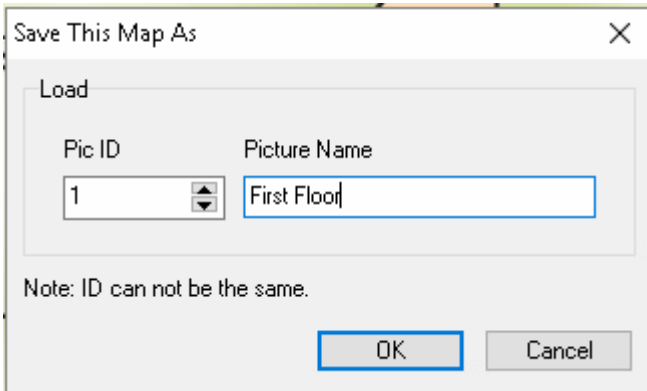 Save This Map As
Load
Pic ID
Picture Name
1
First Floor
Note: ID can not be the same.
OK
Cancel